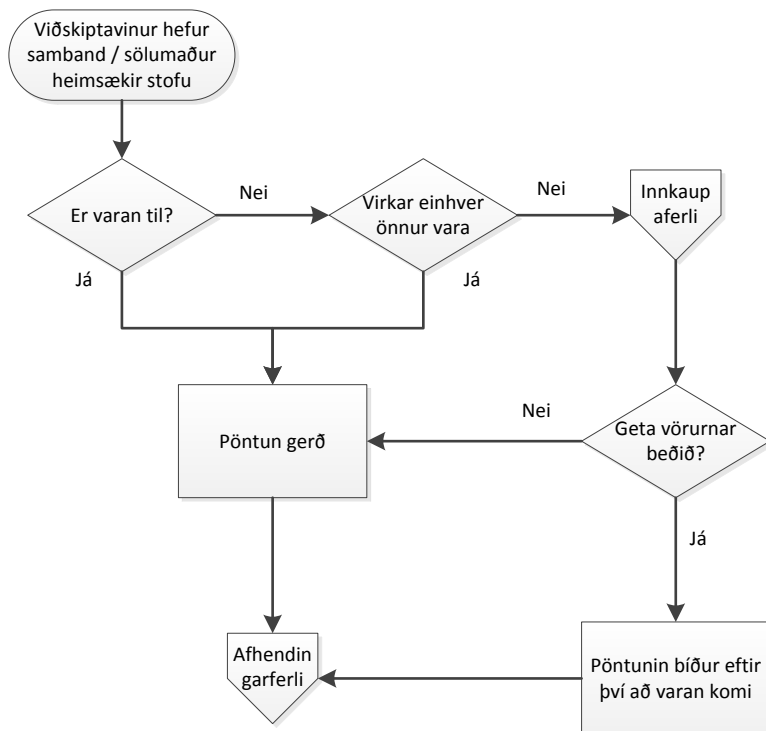 Viðskiptavinur hefur
samband / sölumaður
heimsækir stofu
Er varan til?
Nei
Virkar einhver
önnur vara
Nei
Innkaup
aferli
Já
Já
Pöntun gerð
Nei
Geta vörurnar
beðið?
Já
Afhendin
garferli
Pöntunin bíður eftir
því að varan komi